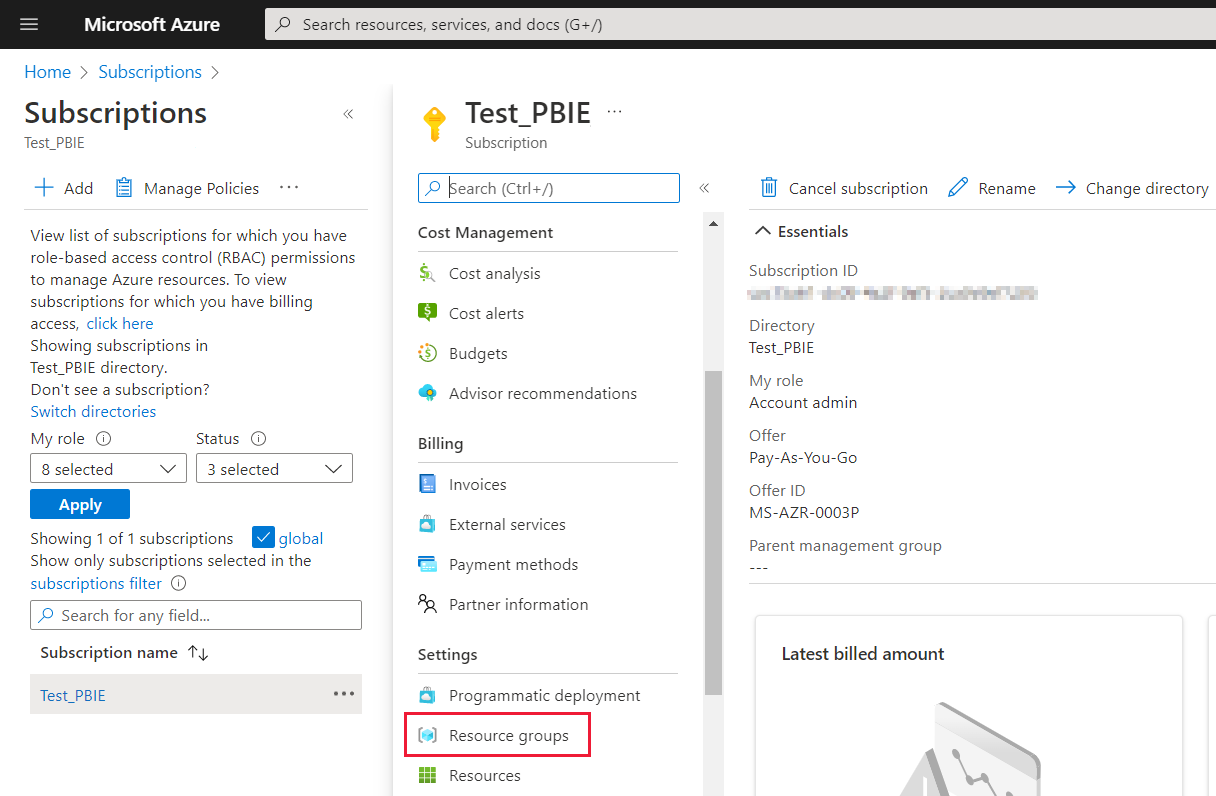 Microsoft Azure
Search resources, services, and docs (G+/)
Home > Subscriptions >
Subscriptions
Test_PBIE
Add
Manage Policies
View list of subscriptions for which you have
role-based access control (RBAC) permissions
to manage Azure resources. To view
subscriptions for which you have billing
access, click here
Showing subscriptions in
Test_PBIE directory.
Don't see a subscription?
Switch directories
My role
Status
8 selected
3 selected
Apply
Showing 1 of 1 subscriptions
global
Show only subscriptions selected in the
subscriptions filter
Search for any field...
Subscription name
Test_PBIE
Test_PBIE
Subscription
Search (Ctrl+/)
Cost Management
Cost analysis
Cost alerts
Budgets
Advisor recommendations
Billing
Invoices
External services
Payment methods
Partner information
Settings
Programmatic deployment
Resource groups
Resources
Cancel subscription
Rename
Change directory
Essentials
Subscription ID
Directory
Test_PBIE
My role
Account admin
Offer
Pay-As-You-Go
Offer ID
MS-AZR-0003P
Parent management group
---
Latest billed amount